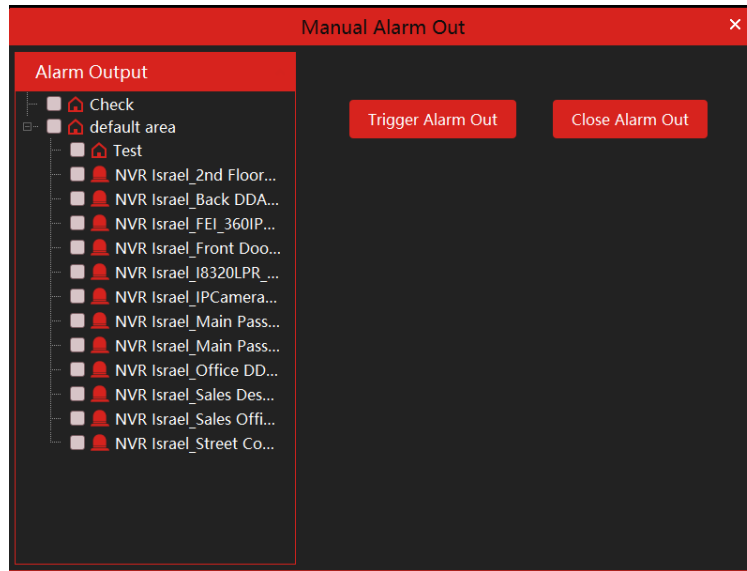 Manual Alarm Out
Alarm Output
Check
default area
Test
NVR Israel_2nd Floor...
NVR Israel_Back DDA...
NVR Israel_FEI_360IP...
NVR Israel_Front Doo...
NVR Israel_I8320LPR_...
NVR Israel_IPCamera...
NVR Israel_Main Pass...
NVR Israel_Main Pass...
NVR Israel_Office DD...
NVR Israel_Sales Des...
NVR Israel_Sales Offi...
NVR Israel_Street Co...
Trigger Alarm Out
Close Alarm Out